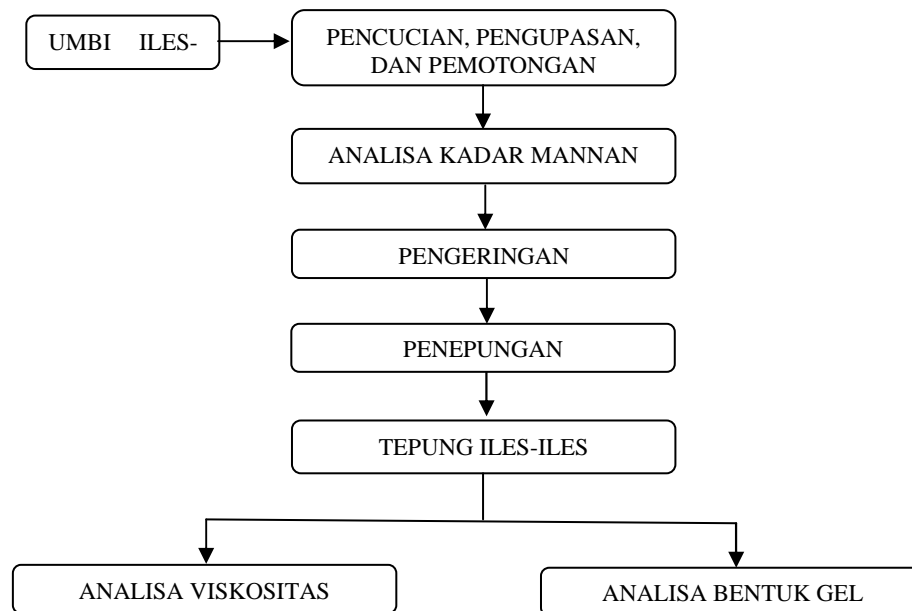 UMBI ILES-
PENCUCIAN, PENGUPASAN,
DAN PEMOTONGAN
ANALISA KADAR MANNAN
PENGERINGAN
PENEPUNGAN
TEPUNG ILES-ILES
ANALISA VISKOSITAS
ANALISA BENTUK GEL